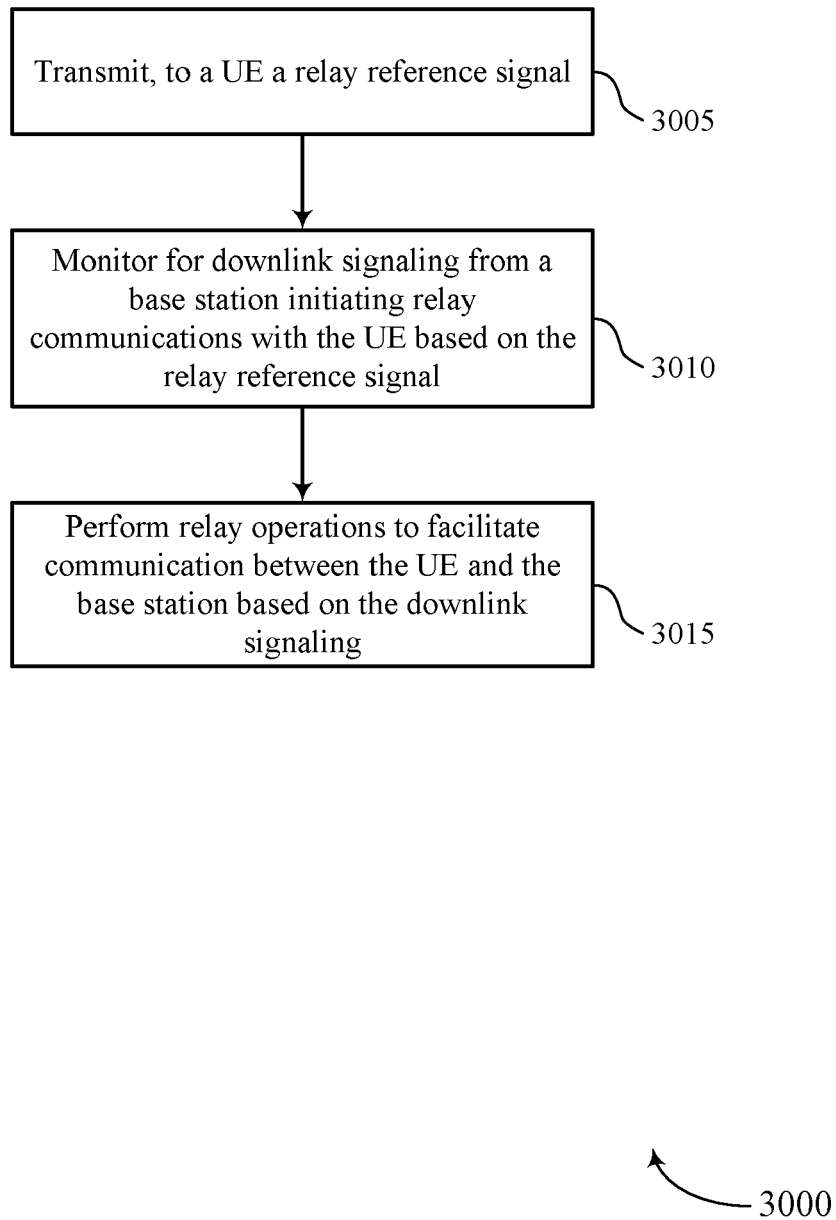 Transmit, to a UE a relay reference signal
3005
Monitor for downlink signaling from a
base station initiating relay
communications with the UE based on the
relay reference signal
3010
Perform relay operations to facilitate
communication between the UE and the
base station based on the downlink
signaling
3015
3000